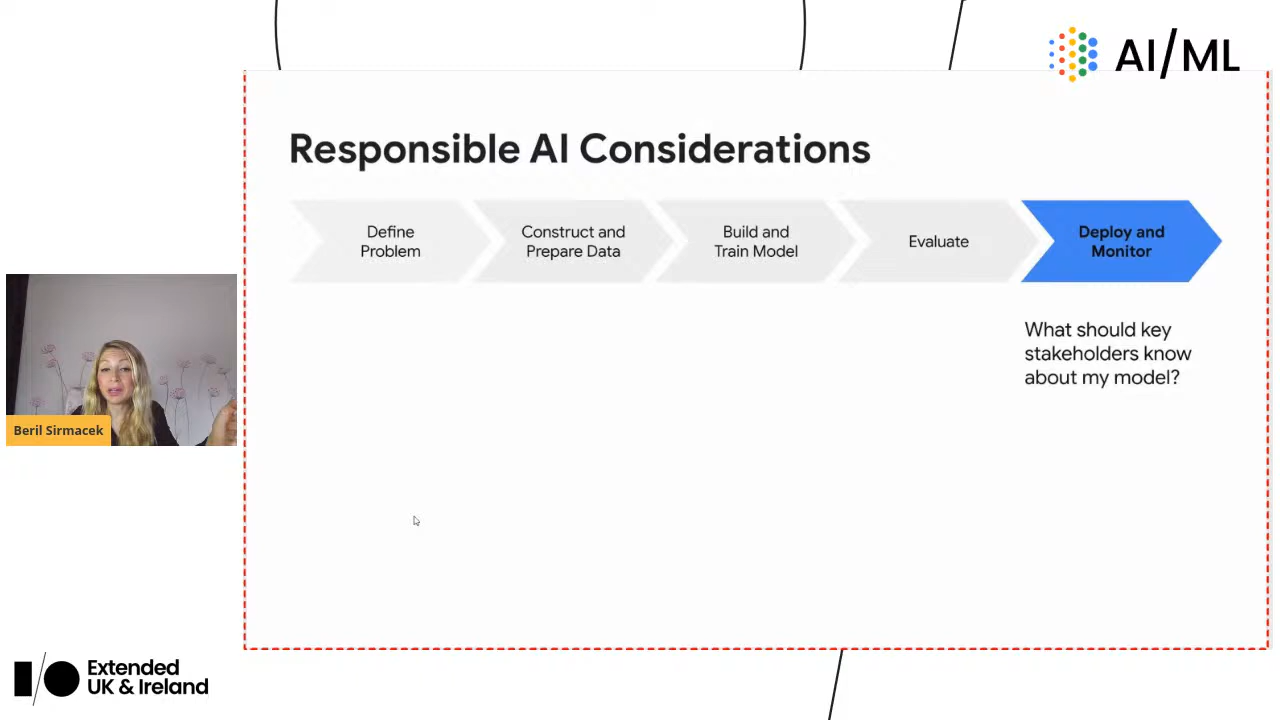 AI/ML
Responsible AI Considerations
Define
Problem
Construct and
Prepare Data
Build and
Train Model
Evaluate
Deploy and
Monitor
What should key
stakeholders know
about my model?
Beril Sirmacek
I/O
Extended
UK & Ireland